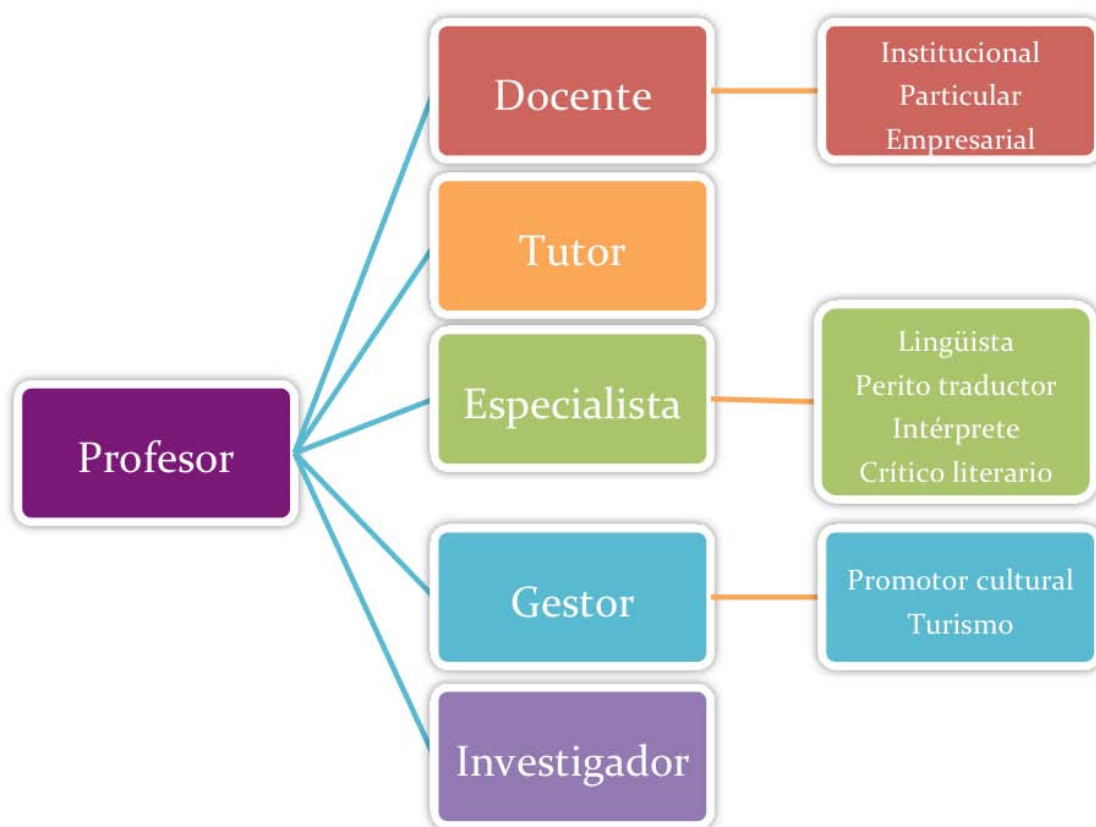 Profesor
Docente
Institucional
Particular
Empresarial
Tutor
Especialista
Lingüista
Perito traductor
Intérprete
Crítico literario
Gestor
Promotor cultural
Turismo
Investigador